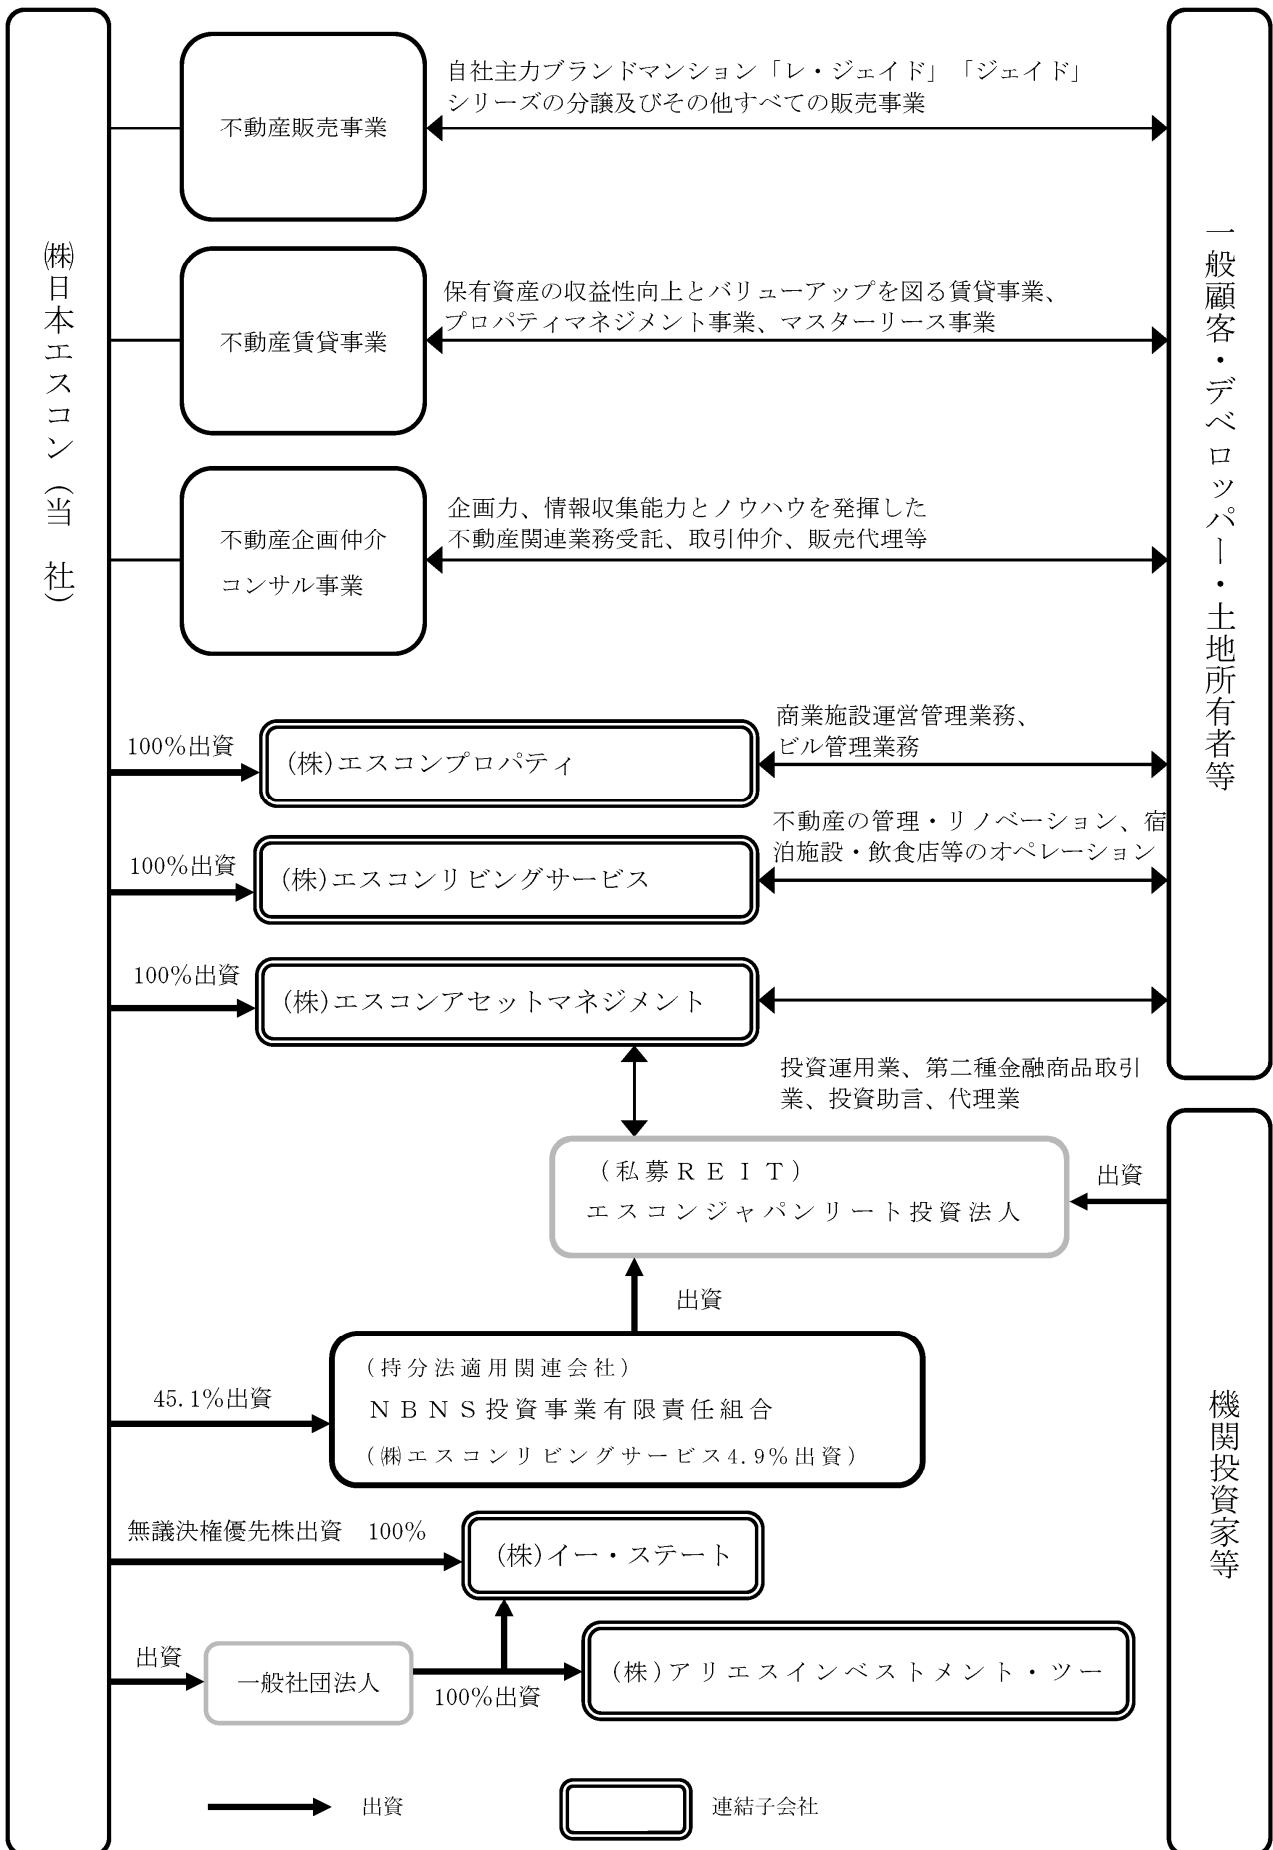 ㈱日本エスコン（当　社）
不動産販売事業
自社主力ブランドマンション「レ・ジェイド」「ジェイド」
シリーズの分譲及びその他すべての販売事業
不動産賃貸事業
保有資産の収益性向上とバリューアップを図る賃貸事業、
プロパティマネジメント事業、マスターリース事業
不動産企画仲介
コンサル事業
企画力、情報収集能力とノウハウを発揮した
不動産関連業務受託、取引仲介、販売代理等
一般顧客・デベロッパー・土地所有者等
100%出資
(株)エスコンプロパティ
商業施設運営管理業務、
ビル管理業務
100%出資
(株)エスコンリビングサービス
不動産の管理・リノベーション、宿
泊施設・飲食店等のオペレーション
100%出資
(株)エスコンアセットマネジメント
投資運用業、第二種金融商品取引
業、投資助言、代理業
（私募ＲＥＩＴ）
エスコンジャパンリート投資法人
出資
出資
45.1%出資
（持分法適用関連会社）
ＮＢＮＳ投資事業有限責任組合
（㈱エスコンリビングサービス4.9%出資）
機関投資家等
無議決権優先株出資　100%
(株)イー・ステート
出資
一般社団法人
100%出資
(株)アリエスインベストメント・ツー
出資
連結子会社